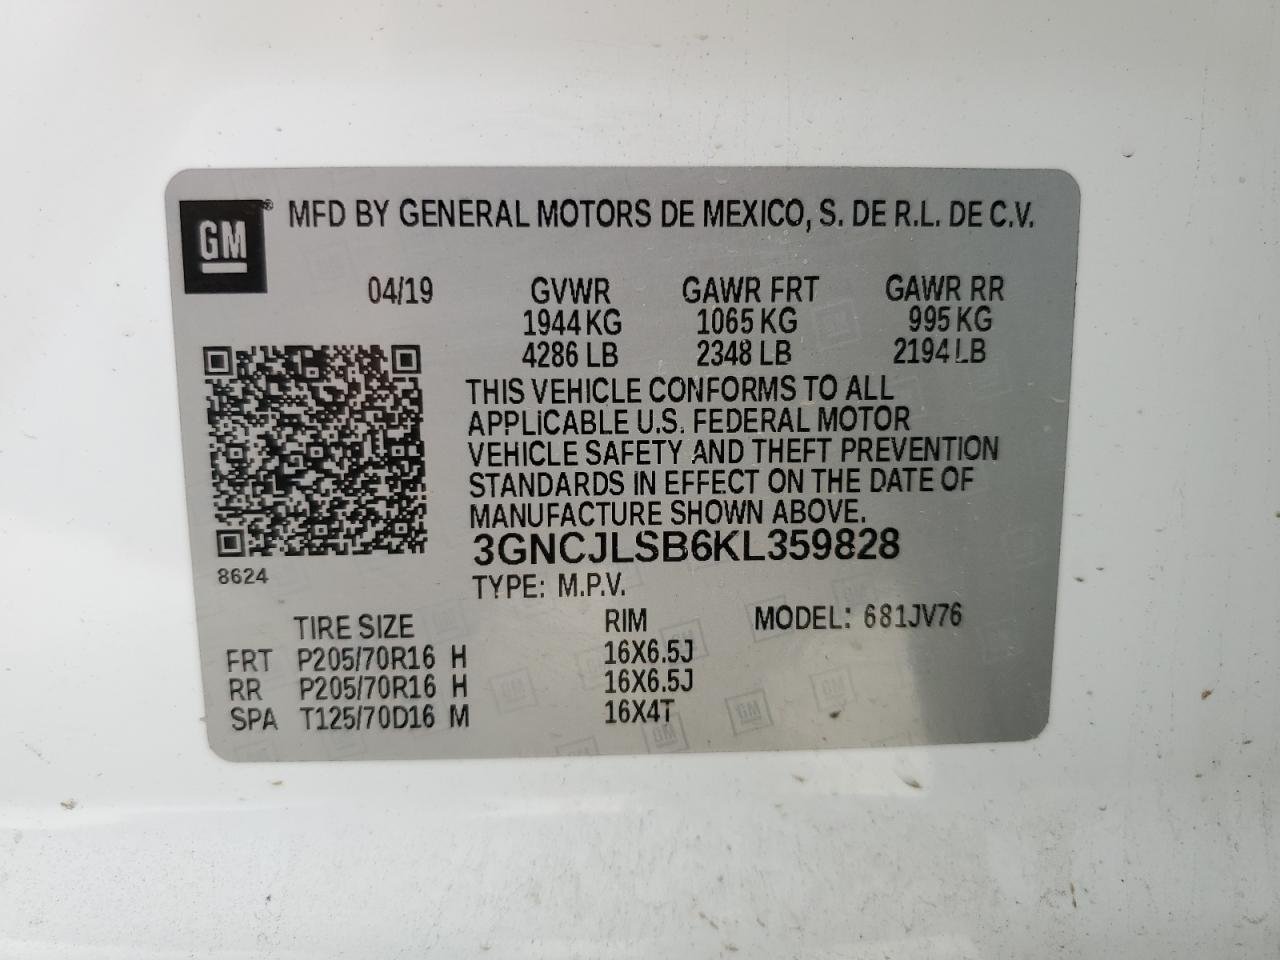 GM ® MFD BY GENERAL MOTORS DE MEXICO, S. DE R.L. DE C.V.
04/19 GVWR GAWR FRT GAWR RR
1944 KG 1065 KG 995 KG
4286 LB 2348 LB 2194 LB
THIS VEHICLE CONFORMS TO ALL
APPLICABLE U.S. FEDERAL MOTOR
VEHICLE SAFETY AND THEFT PREVENTION
STANDARDS IN EFFECT ON THE DATE OF
MANUFACTURE SHOWN ABOVE.
3GNCJLSB6KL359828
8624
TYPE: M.P.V.
TIRE SIZE RIM MODEL: 681JV76
FRT P205/70R16 H 16X6.5J
RR P205/70R16 H 16X6.5J
SPA T125/70D16 M 16X4T